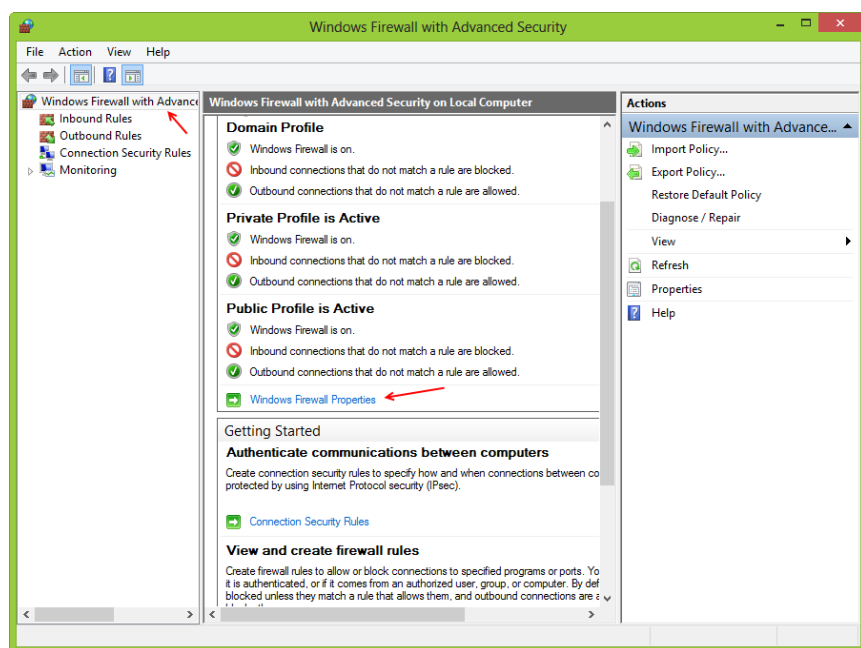 Windows Firewall with Advanced Security
File Action View Help
Windows Firewall with Advance
Inbound Rules
Outbound Rules
Connection Security Rules
Monitoring
Windows Firewall with Advanced Security on Local Computer
Domain Profile
Windows Firewall is on.
Inbound connections that do not match a rule are blocked.
Outbound connections that do not match a rule are allowed.
Private Profile is Active
Windows Firewall is on.
Inbound connections that do not match a rule are blocked.
Outbound connections that do not match a rule are allowed.
Public Profile is Active
Windows Firewall is on.
Inbound connections that do not match a rule are blocked.
Outbound connections that do not match a rule are allowed.
Windows Firewall Properties
Getting Started
Authenticate communications between computers
Create connection security rules to specify how and when connections between co
protected by using Internet Protocol security (IPsec).
Connection Security Rules
View and create firewall rules
Create firewall rules to allow or block connections to specified programs or ports. Yo
it is authenticated, or if it comes from an authorized user, group, or computer. By def
blocked unless they match a rule that allows them, and outbound connections are a
Actions
Windows Firewall with Advance...
Import Policy...
Export Policy...
Restore Default Policy
Diagnose / Repair
View
Refresh
Properties
Help